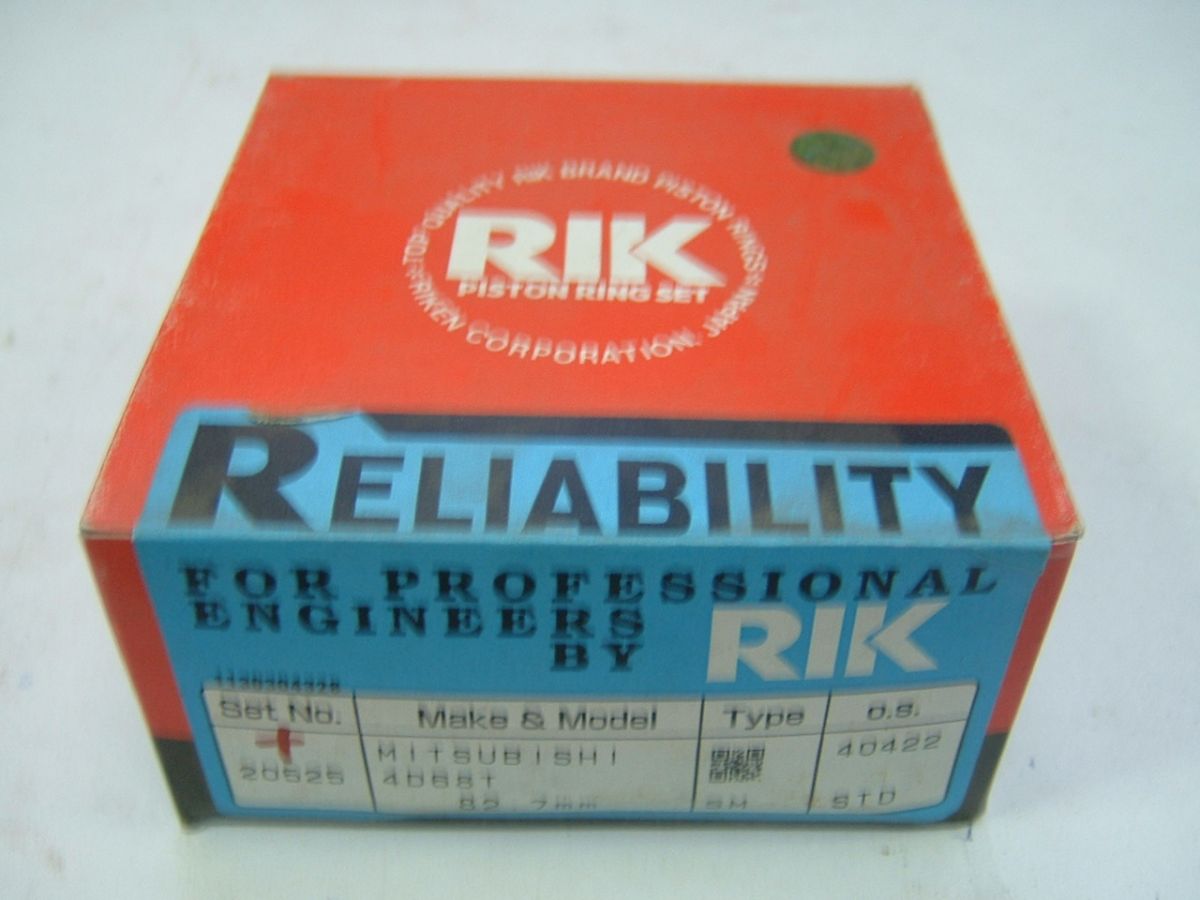 TOP QUALITY RIK BRAND PISTON RINGS
RIK
PISTON RING SET
RIKEN CORPORATION. JAPAN
RELIABILITY
FOR PROFESSIONAL
ENGINEERS
BY
RIK
Set No. Make & Model Type o.s.
20525 MITSUBISHI 40422
4D68T
82.7mm SM STD